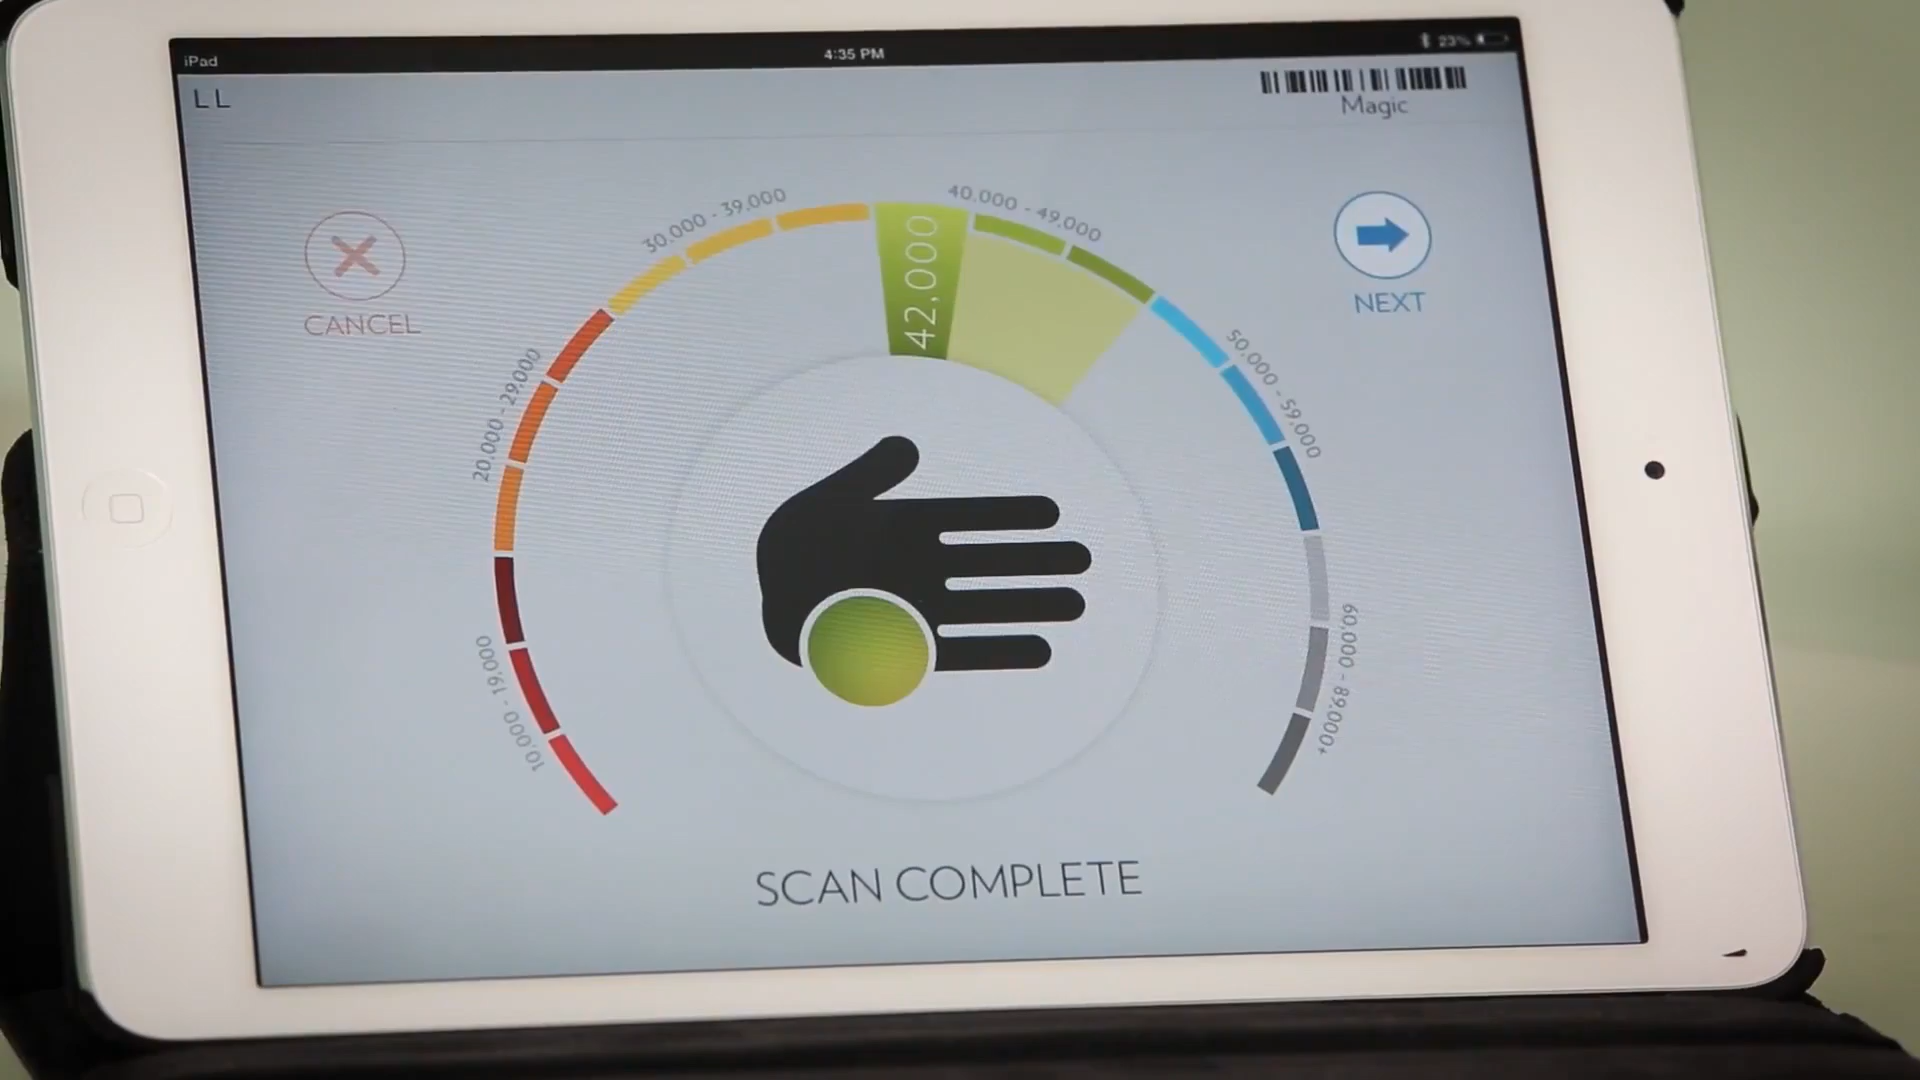 iPad
4:35 PM
23%
L L
Magic
CANCEL
NEXT
10,000 - 19,000
20,000 - 29,000
30,000 - 39,000
42,000
40,000 - 49,000
50,000 - 59,000
60,000 - 89,000+
SCAN COMPLETE